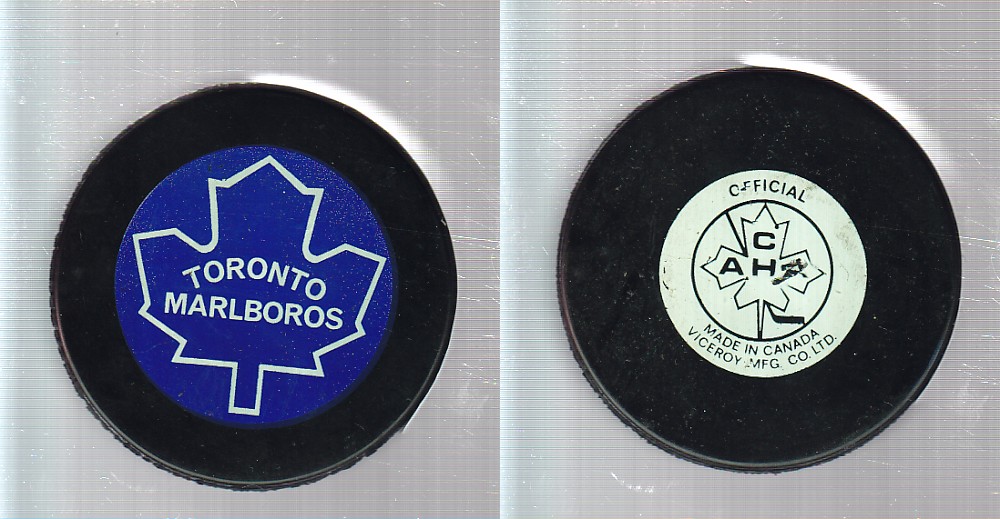 TORONTO
MARLBOROS
OFFICIAL
C
AHA
MADE IN CANADA
VICEROY MFG. CO. LTD.